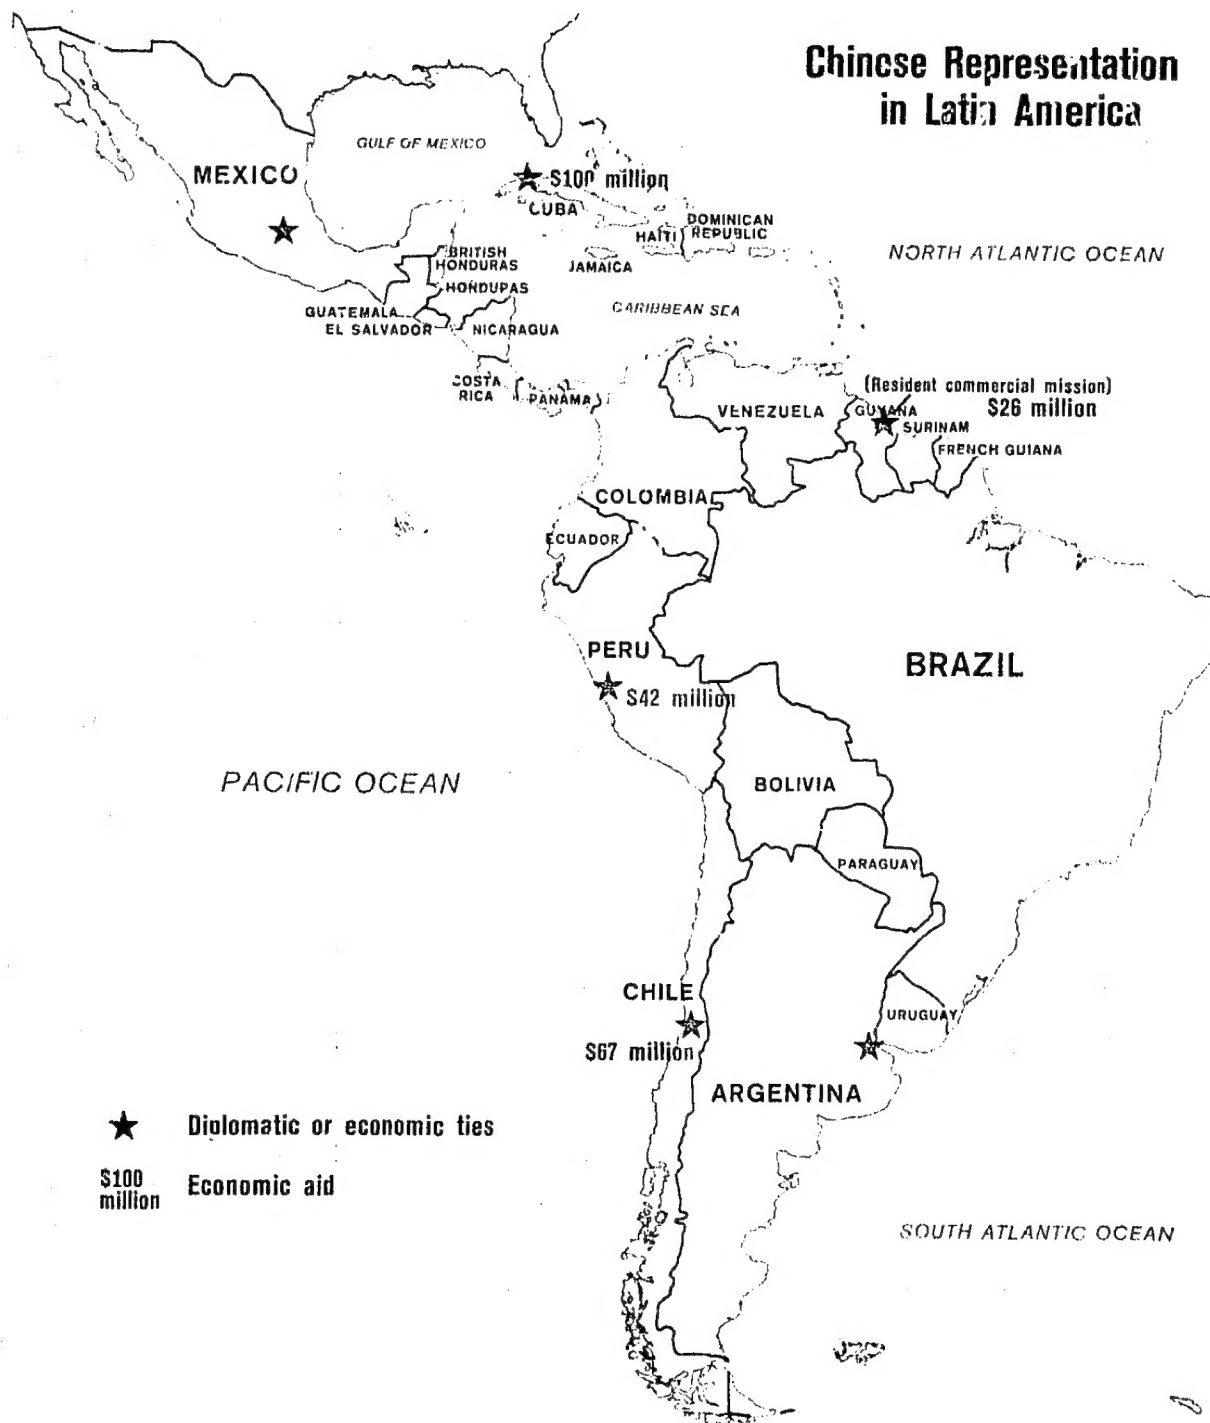 Chinese Representation
in Latin America
GULF OF MEXICO
MEXICO
$100 million
CUBA
DOMINICAN
REPUBLIC
HAITI
JAMAICA
NORTH ATLANTIC OCEAN
BRITISH
HONDURAS
HONDUPAS
GUATEMALA
EL SALVADOR
NICARAGUA
CARIBBEAN SEA
COSTA
RICA
PANAMA
(Resident commercial mission)
$26 million
VENEZUELA
GUYANA
SURINAM
FRENCH GUIANA
COLOMBIA
ECUADOR
PERU
$42 million
BRAZIL
PACIFIC OCEAN
BOLIVIA
PARAGUAY
CHILE
$67 million
URUGUAY
ARGENTINA
Diplomatic or economic ties
$100
million
Economic aid
SOUTH ATLANTIC OCEAN